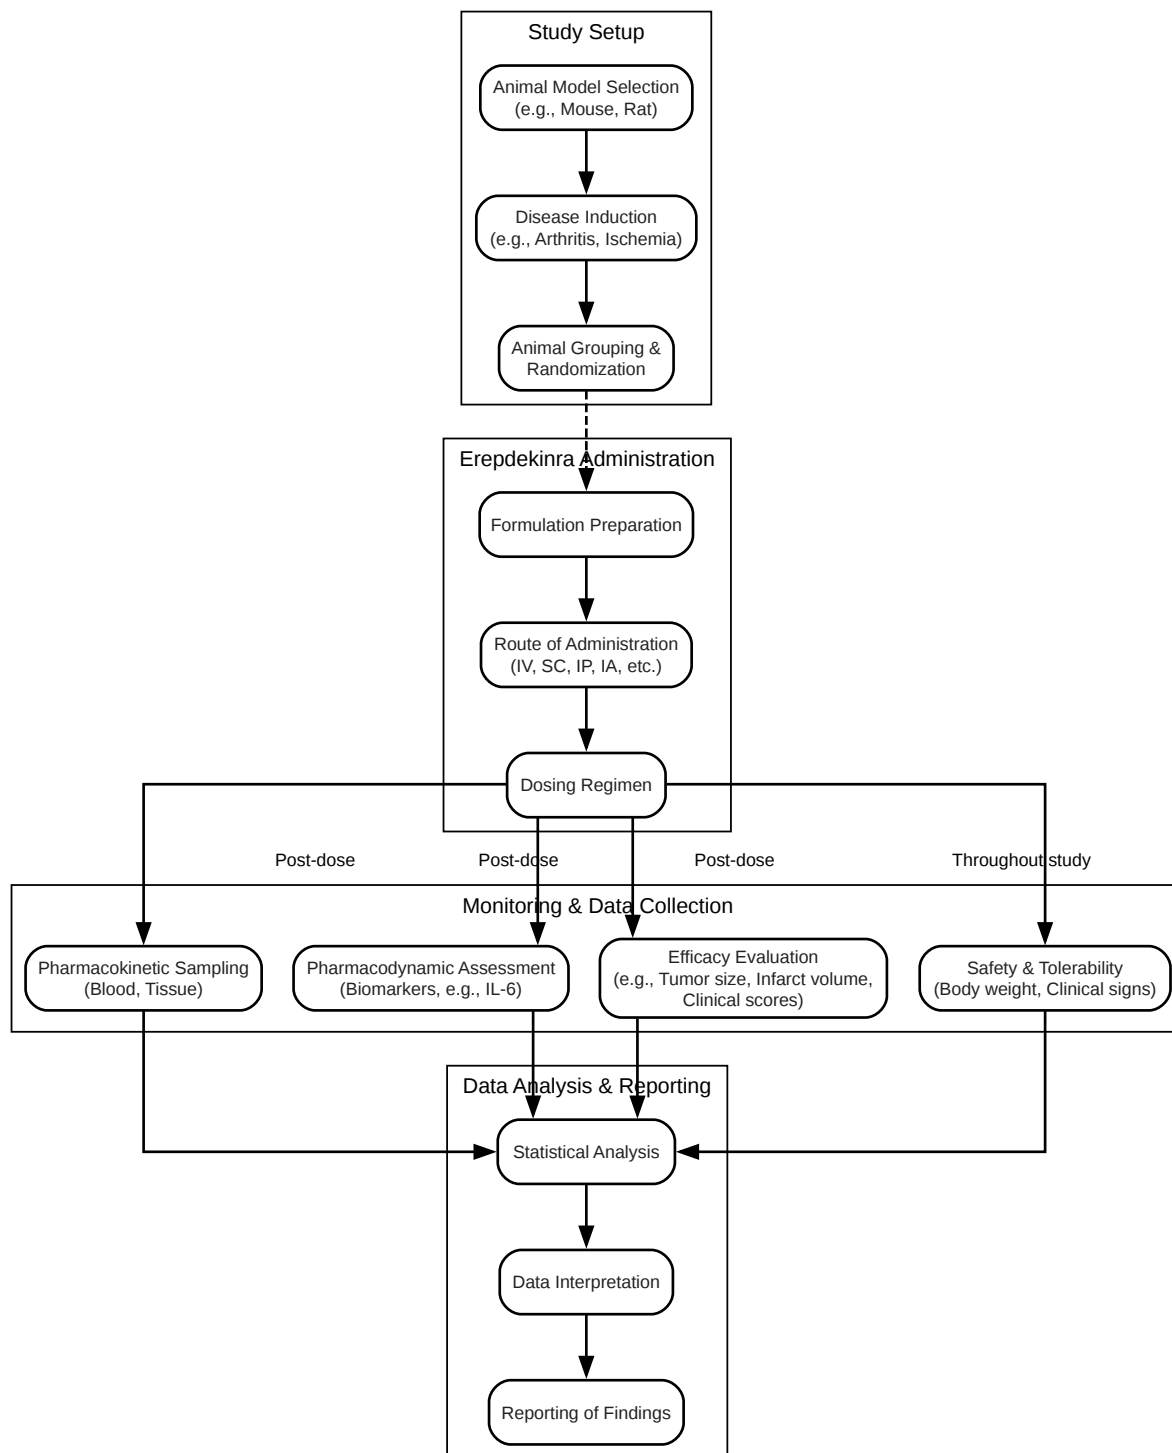 Study Setup
Animal Model Selection
(e.g., Mouse, Rat)
Disease Induction
(e.g., Arthritis, Ischemia)
Animal Grouping &
Randomization
Erepdekinra Administration
Formulation Preparation
Route of Administration
(IV, SC, IP, IA, etc.)
Dosing Regimen
Post-dose
Post-dose
Post-dose
Throughout study
Monitoring & Data Collection
Pharmacokinetic Sampling
(Blood, Tissue)
Pharmacodynamic Assessment
(Biomarkers, e.g., IL-6)
Efficacy Evaluation
(e.g., Tumor size, Infarct volume,
Clinical scores)
Safety & Tolerability
(Body weight, Clinical signs)
Data Analysis & Reporting
Statistical Analysis
Data Interpretation
Reporting of Findings